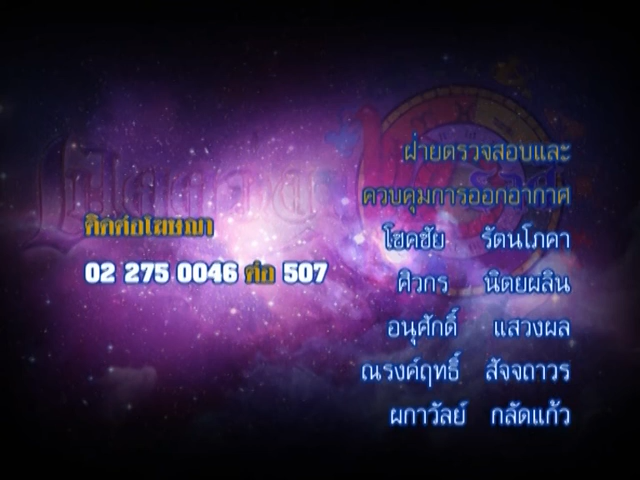 ติดต่อโฆษณา
02 275 0046 ต่อ 507
ฝ่ายตรวจสอบและ
ควบคุมการออกอากาศ
โชคชัย รัตนโภคา
ศิวกร นิตยผลิน
อนุศักดิ์ แสวงผล
ณรงค์ฤทธิ์ สัจจถาวร
ผกาวัลย์ กลัดแก้ว